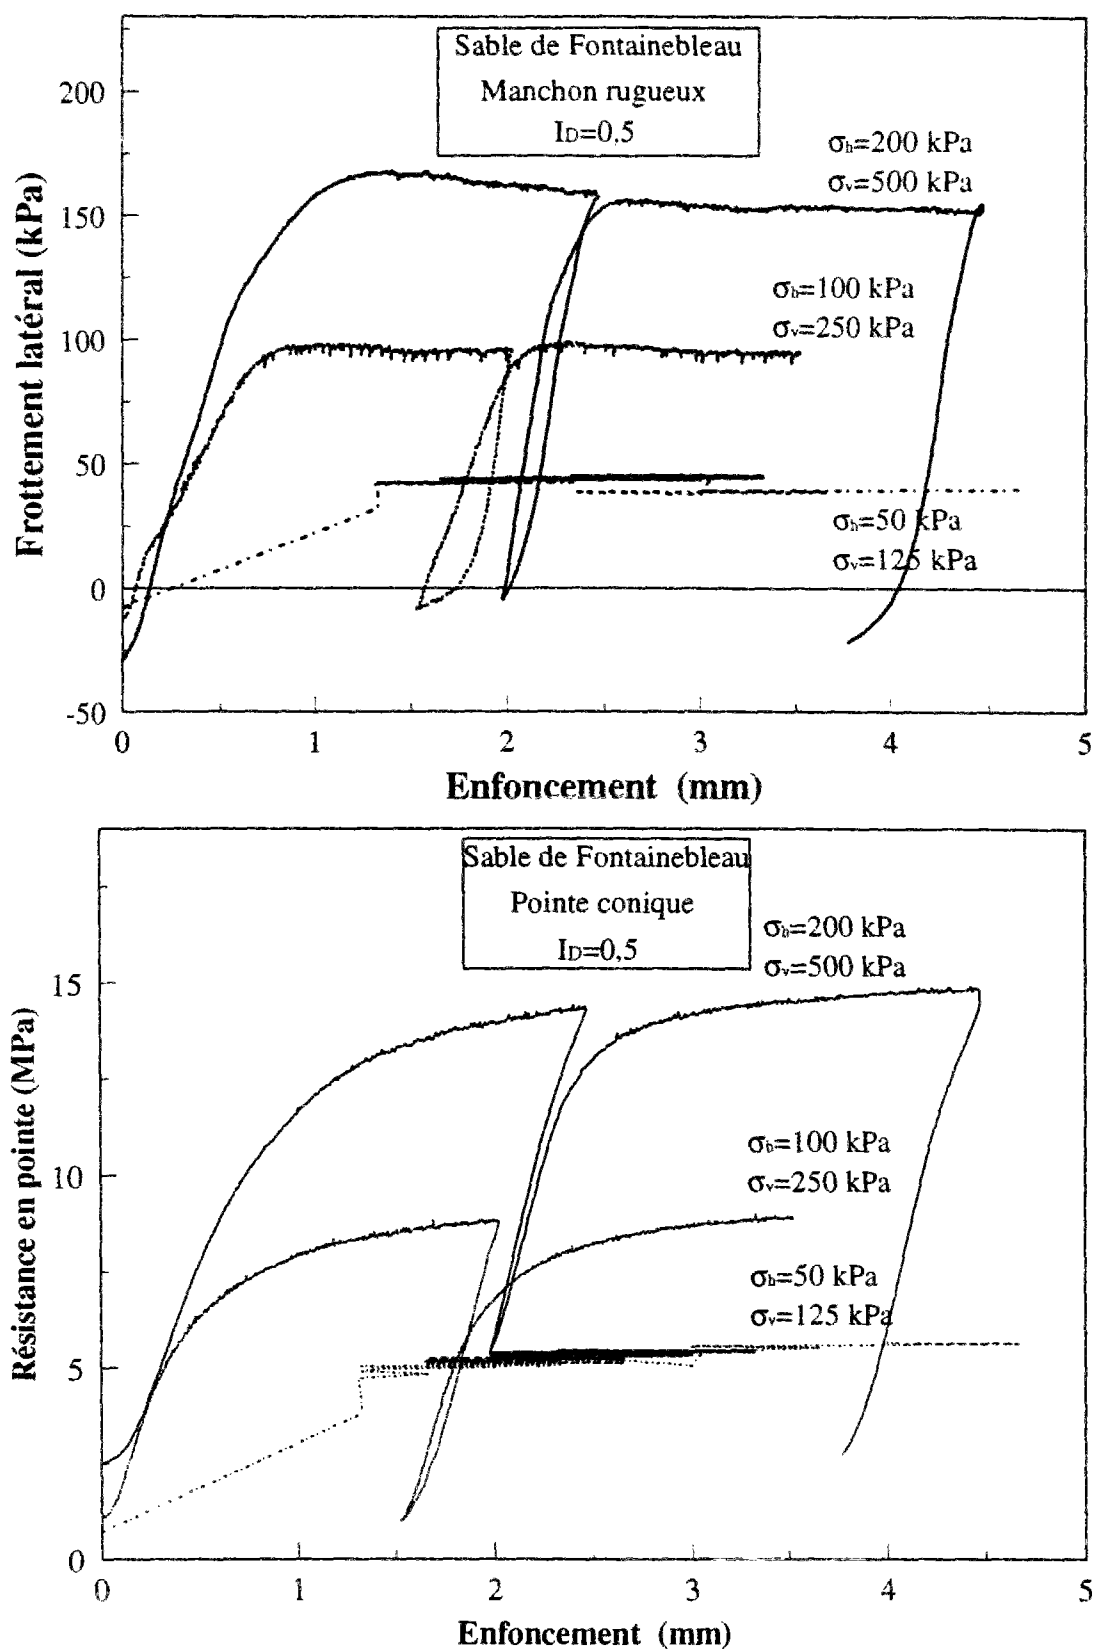 Sable de Fontainebleau
Manchon rugueux
ID=0,5
σh=200 kPa
σv=500 kPa
σh=100 kPa
σv=250 kPa
σh=50 kPa
σv=125 kPa
Frottement latéral (kPa)
200
150
100
50
0
-50
0 1 2 3 4 5
Enfoncement (mm)
Sable de Fontainebleau
Pointe conique
ID=0,5
σh=200 kPa
σv=500 kPa
σh=100 kPa
σv=250 kPa
σh=50 kPa
σv=125 kPa
Résistance en pointe (MPa)
15
10
5
0
0 1 2 3 4 5
Enfoncement (mm)